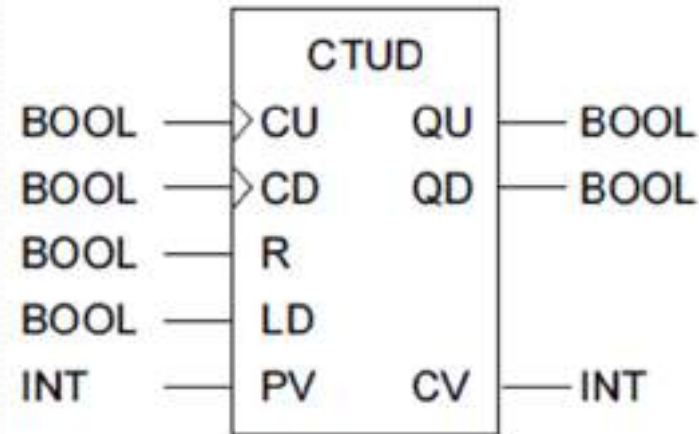 CTUD
BOOL CU QU BOOL
BOOL CD QD BOOL
BOOL R
BOOL LD
INT PV CV INT